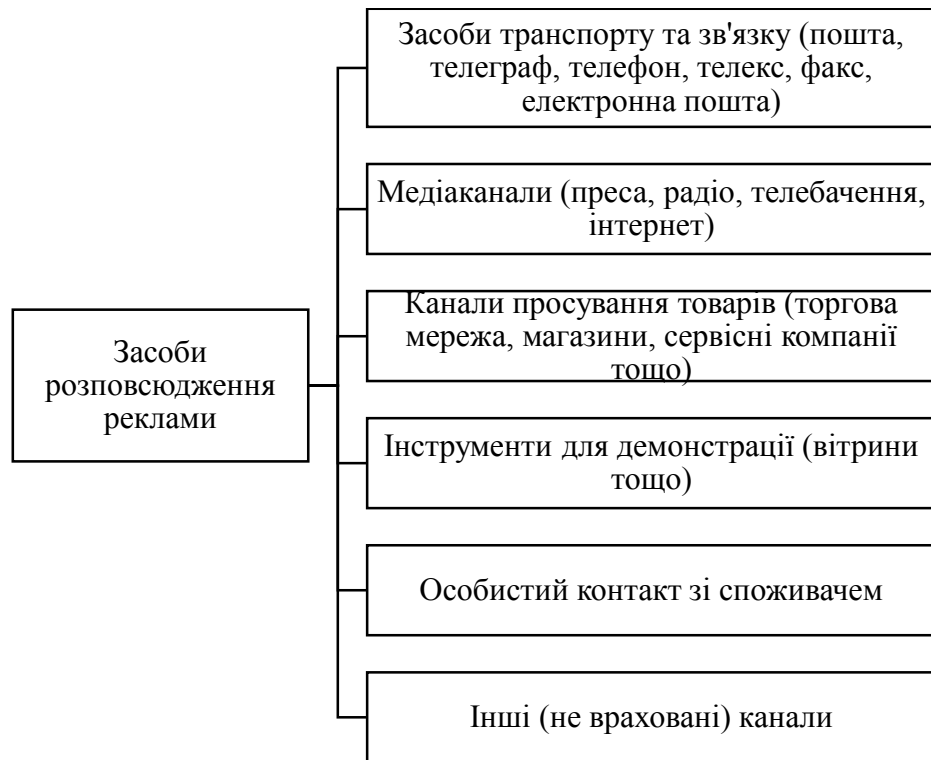 Засоби транспорту та зв'язку (пошта,
телеграф, телефон, телекс, факс,
електронна пошта)
Медіаканали (преса, радіо, телебачення,
інтернет)
Канали просування товарів (торгова
мережа, магазини, сервісні компанії
тощо)
Засоби
розповсюдження
реклами
Інструменти для демонстрації (вітрини
тощо)
Особистий контакт зі споживачем
Інші (не враховані) канали